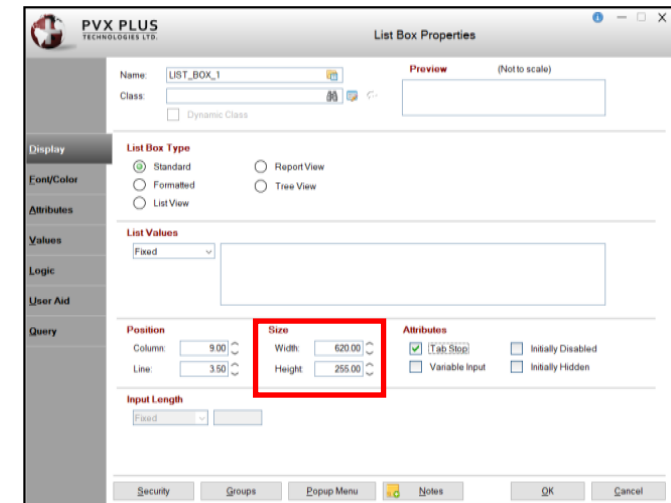 PVX PLUS
TECHNOLOGIES LTD.
List Box Properties
Name: LIST_BOX_1
Preview (Not to scale)
Class:
Dynamic Class
Display
Font/Color
Attributes
Values
Logic
User Aid
Query
List Box Type
Standard Report View
Formatted Tree View
List View
List Values
Fixed
Position Size Attributes
Column: 9.00 Width: 620.00 Tab Stop Initially Disabled
Line: 3.50 Height: 255.00 Variable Input Initially Hidden
Input Length
Fixed
Security Groups Popup Menu Notes OK Cancel